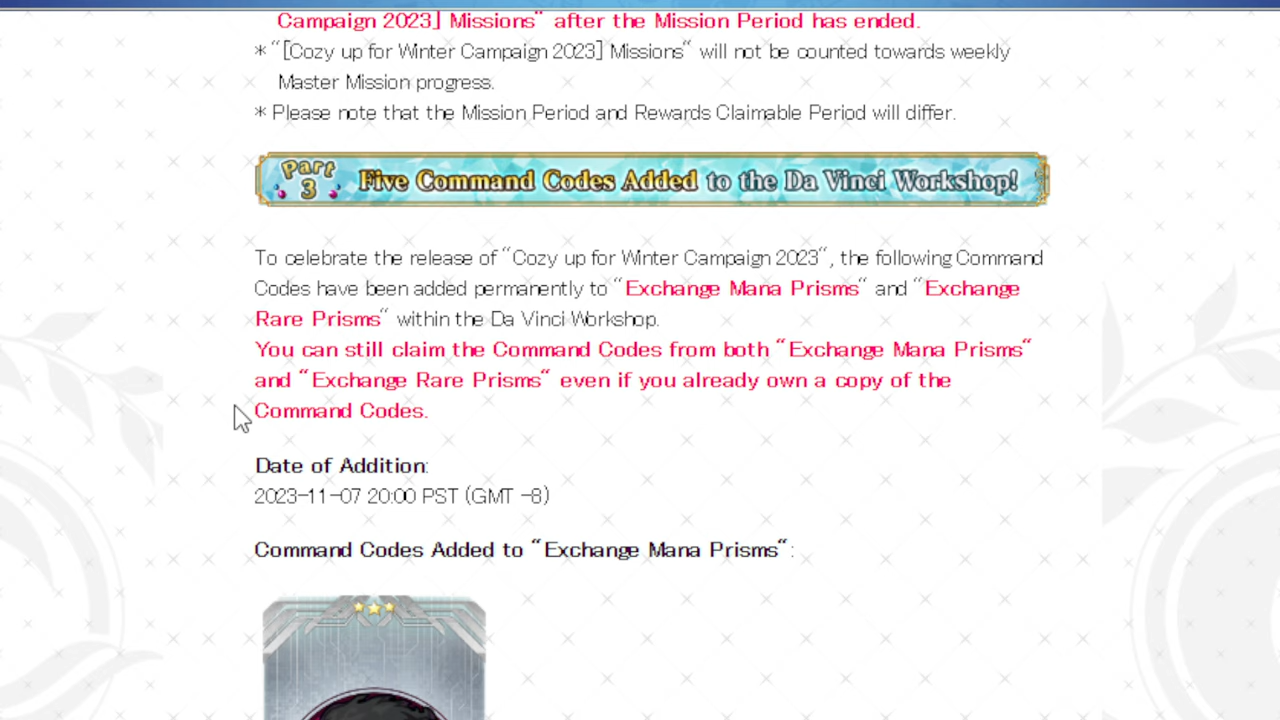 Campaign 2023] Missions" after the Mission Period has ended.
* "[Cozy up for Winter Campaign 2023] Missions" will not be counted towards weekly
Master Mission progress.
* Please note that the Mission Period and Rewards Claimable Period will differ.
Part
3
Five Command Codes Added to the Da Vinci Workshop!
To celebrate the release of "Cozy up for Winter Campaign 2023", the following Command
Codes have been added permanently to "Exchange Mana Prisms" and "Exchange
Rare Prisms" within the Da Vinci Workshop.
You can still claim the Command Codes from both "Exchange Mana Prisms"
and "Exchange Rare Prisms" even if you already own a copy of the
Command Codes.
Date of Addition:
2023-11-07 20:00 PST (GMT -8)
Command Codes Added to "Exchange Mana Prisms":